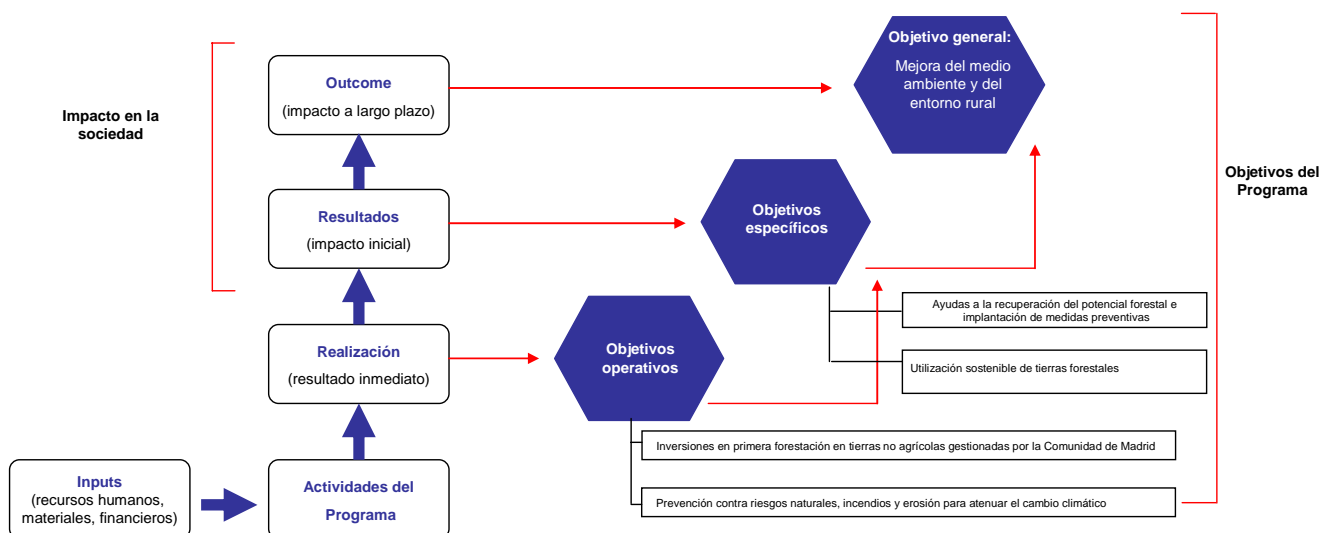 Objetivo general:
Mejora del medio
ambiente y del
entorno rural
Outcome
(impacto a largo plazo)
Impacto en la
sociedad
Objetivos del
Programa
Resultados
(impacto inicial)
Objetivos
específicos
Ayudas a la recuperación del potencial forestal e
implantación de medidas preventivas
Realización
(resultado inmediato)
Objetivos
operativos
Utilización sostenible de tierras forestales
Inversiones en primera forestación en tierras no agrícolas gestionadas por la Comunidad de Madrid
Inputs
(recursos humanos,
materiales, financieros)
Actividades del
Programa
Prevención contra riesgos naturales, incendios y erosión para atenuar el cambio climático